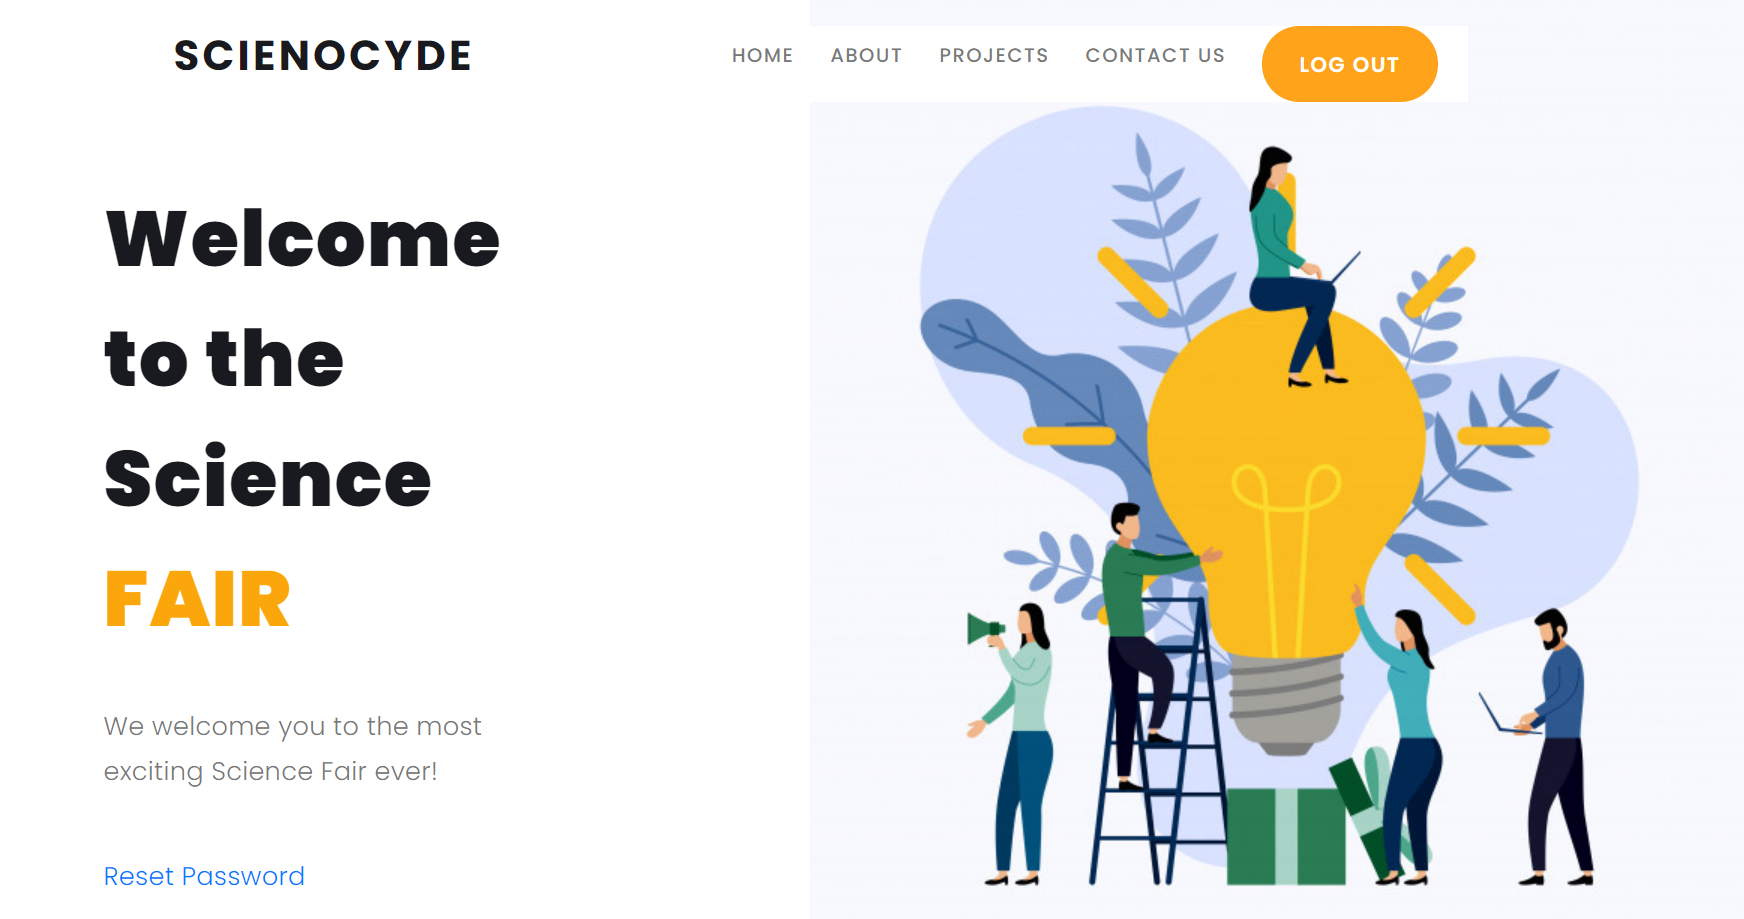 SCIENOCYDE
HOME ABOUT PROJECTS CONTACT US LOG OUT
Welcome
to the
Science
FAIR
We welcome you to the most
exciting Science Fair ever!
Reset Password